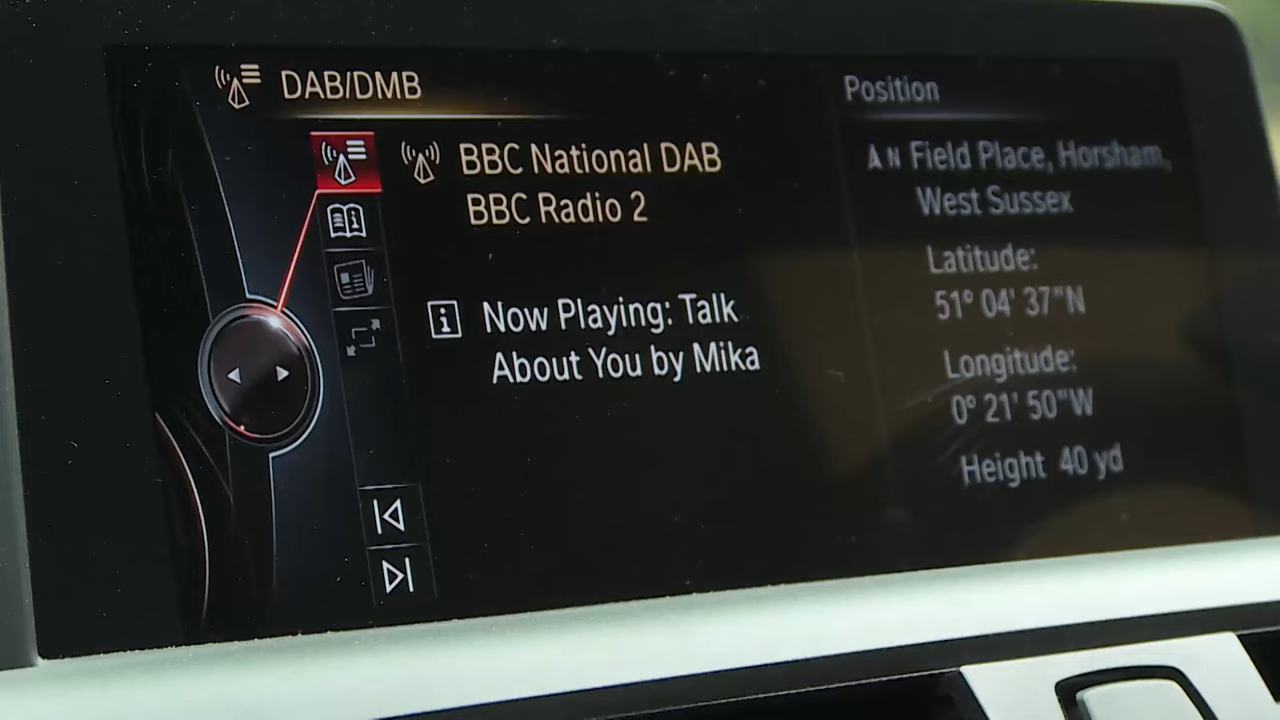 DAB/DMB
BBC National DAB
BBC Radio 2
Now Playing: Talk
About You by Mika
Position
N Field Place, Horsham,
West Sussex
Latitude:
51° 04' 37"N
Longitude:
0° 21' 50"W
Height 40 yd